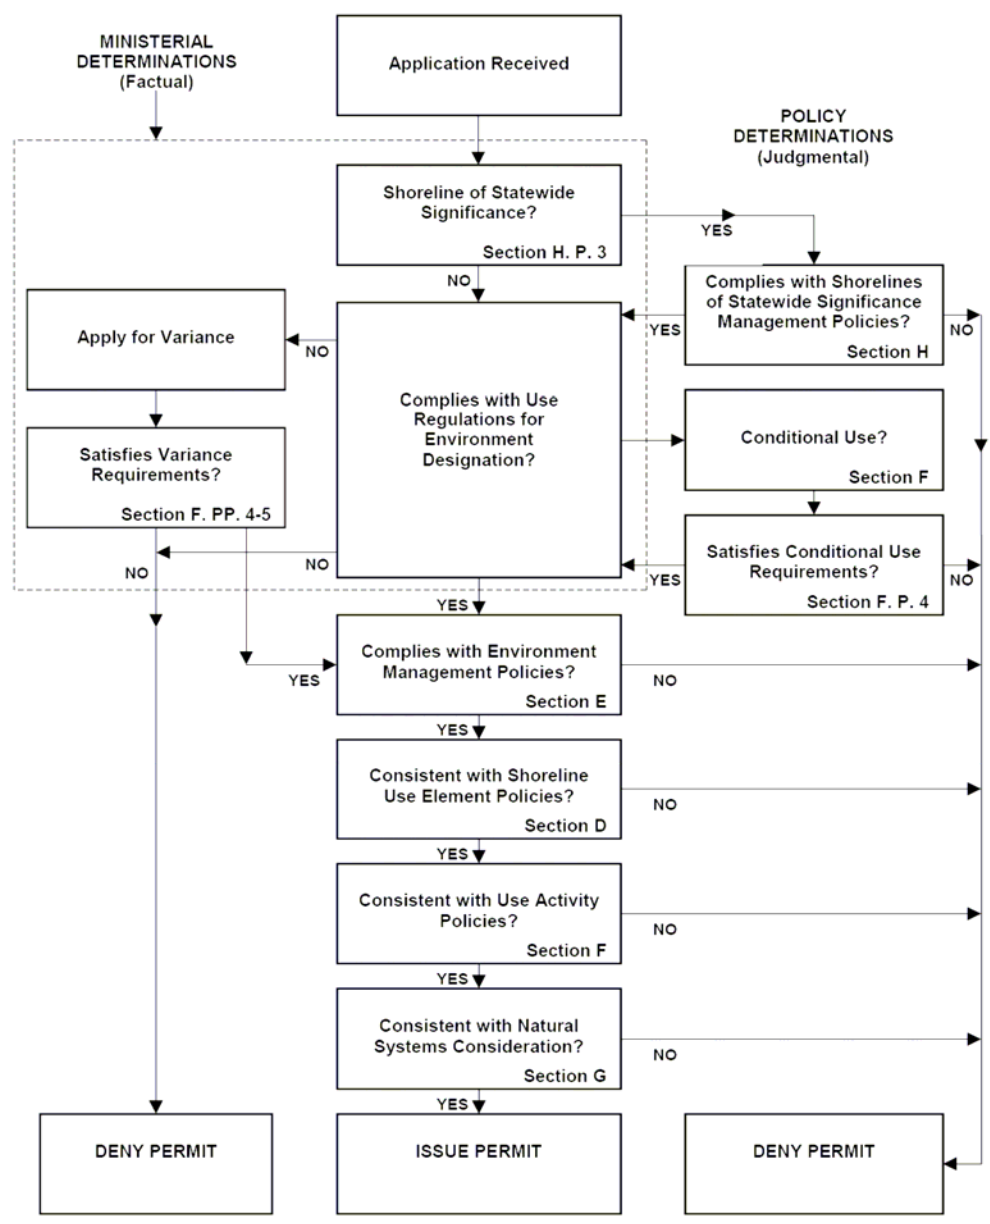 MINISTERIAL
DETERMINATIONS
(Factual)
Application Received
POLICY
DETERMINATIONS
(Judgmental)
Shoreline of Statewide
Significance?
Section H. P. 3
YES
NO
Complies with Shorelines
of Statewide Significance
Management Policies?
Section H
YES
NO
Apply for Variance
NO
Complies with Use
Regulations for
Environment
Designation?
Conditional Use?
Section F
Satisfies Variance
Requirements?
Section F. PP. 4-5
NO
NO
Satisfies Conditional Use
Requirements?
Section F. P. 4
YES
NO
YES
Complies with Environment
Management Policies?
Section E
YES
NO
YES
Consistent with Shoreline
Use Element Policies?
Section D
NO
YES
Consistent with Use Activity
Policies?
Section F
NO
YES
Consistent with Natural
Systems Consideration?
Section G
NO
YES
DENY PERMIT
ISSUE PERMIT
DENY PERMIT